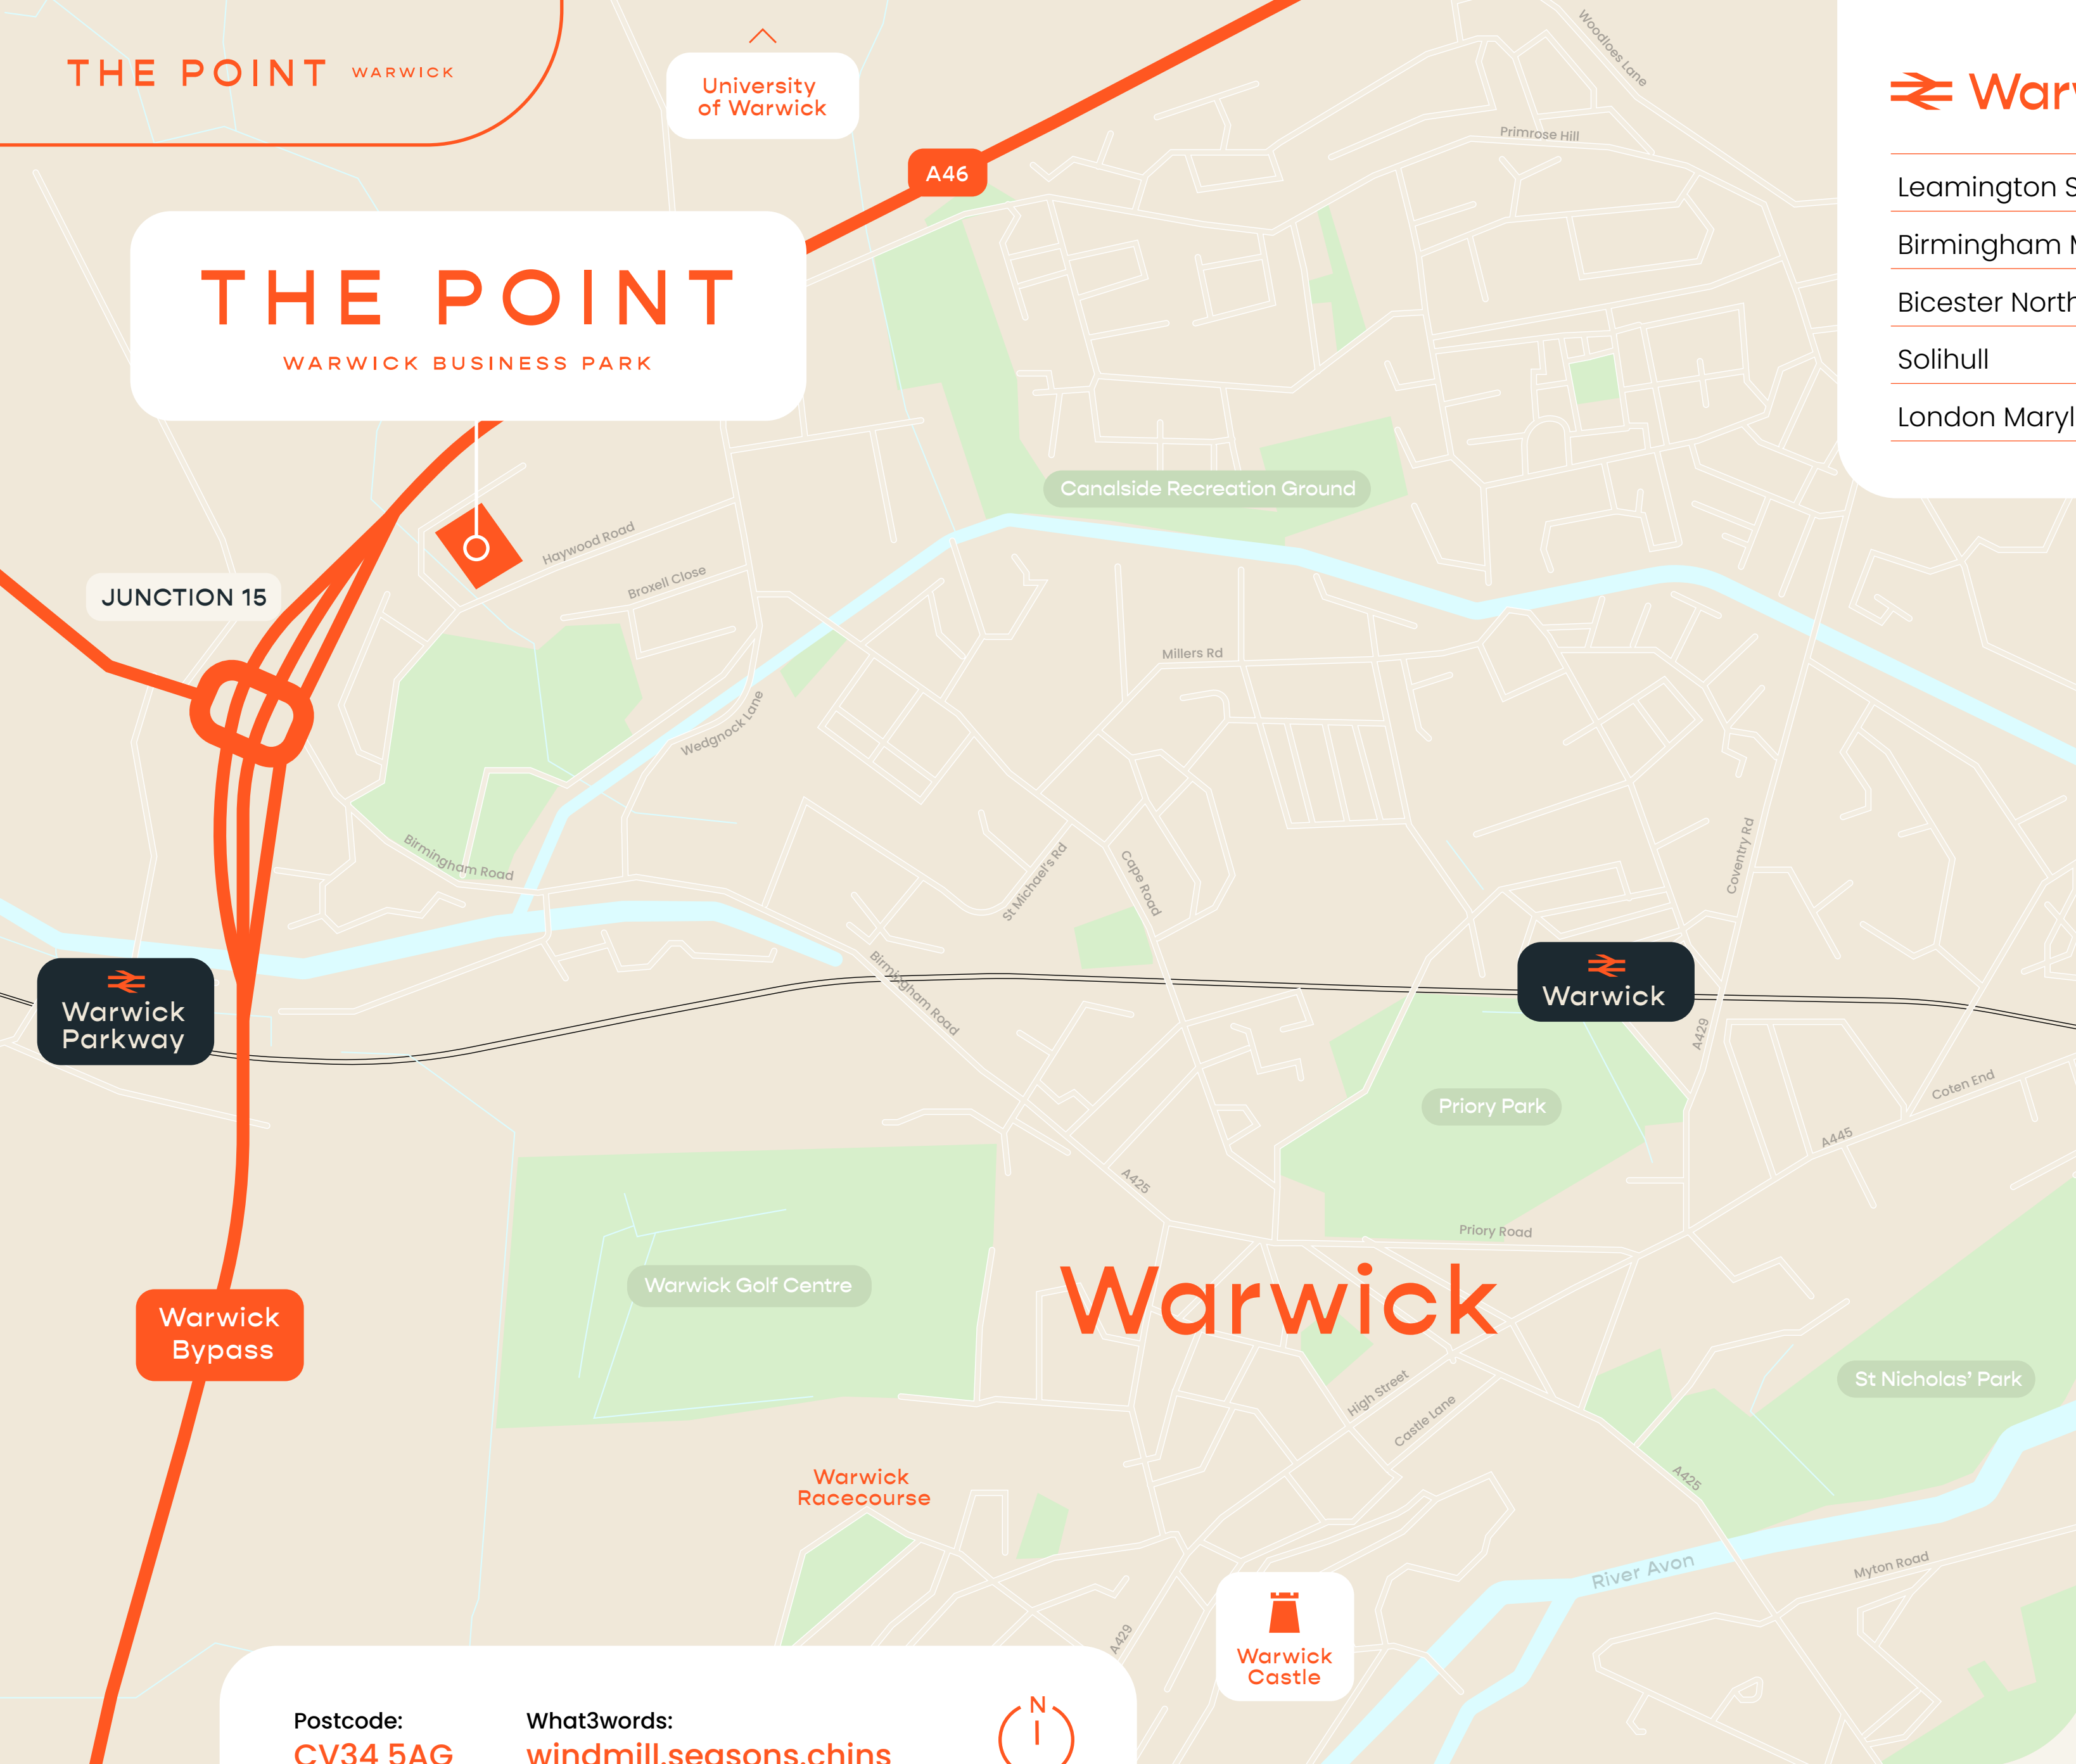 THE POINT WARWICK
University
of Warwick
A46
Woodloes Lane
Primrose Hill
Leamington
Birmingham
Bicester North
Solihull
London
THE POINT
WARWICK BUSINESS PARK
Canalside Recreation Ground
Haywood Road
Broxell Close
JUNCTION 15
Millers Rd
Wedgnock Lane
Birmingham Road
St Michael's Rd
Cape Road
Coventry Rd
Birmingham Road
Warwick
Parkway
Warwick
A429
Coten End
Priory Park
A445
A425
Priory Road
Warwick Golf Centre
Warwick
Warwick
Bypass
High Street
Castle Lane
St Nicholas’ Park
Warwick
Racecourse
A425
River Avon
Myton Road
A429
Warwick
Castle
Postcode:
CV34 5AG
What3words:
windmill.seasons.chins
N